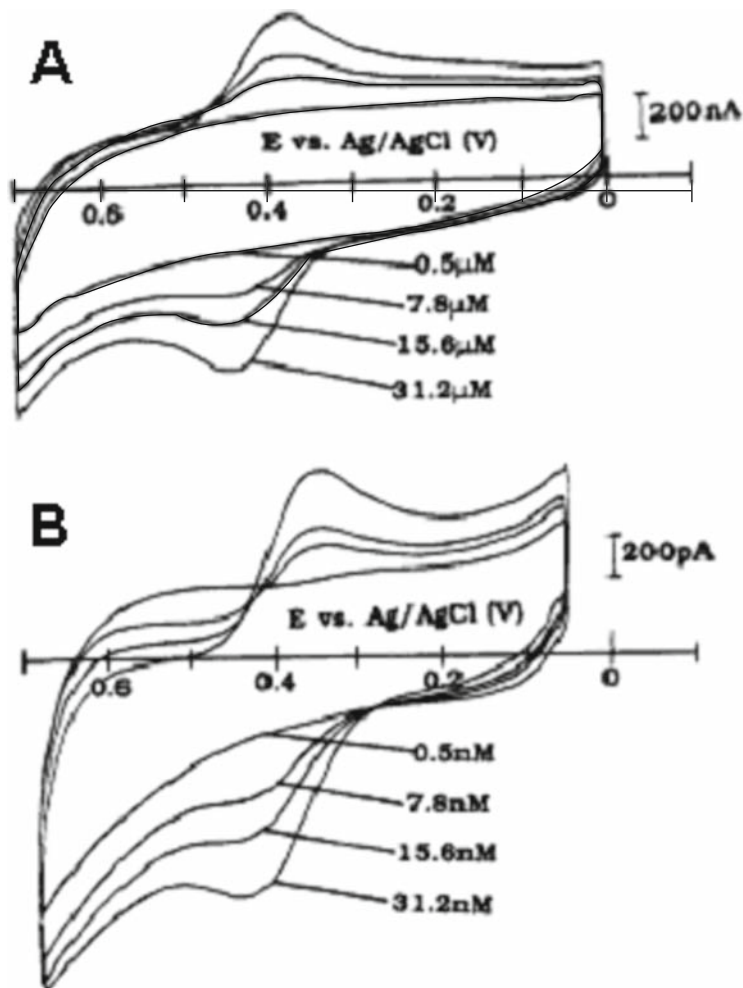 A
200nA
E vs. Ag/AgCl (V)
0.6 0.4 0.2 0
0.5μM
7.8μM
15.6μM
31.2μM
B
200pA
E vs. Ag/AgCl (V)
0.6 0.4 0.2 0
0.5nM
7.8nM
15.6nM
31.2nM